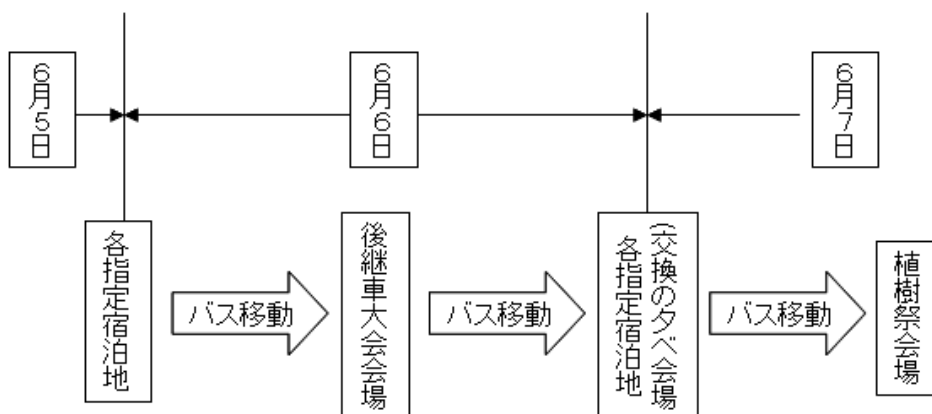 6月5日
6月6日
6月7日
各指定宿泊地
バス移動
後継車大会会場
バス移動
(交換の夕べ会場
各指定宿泊地
バス移動
植樹祭会場